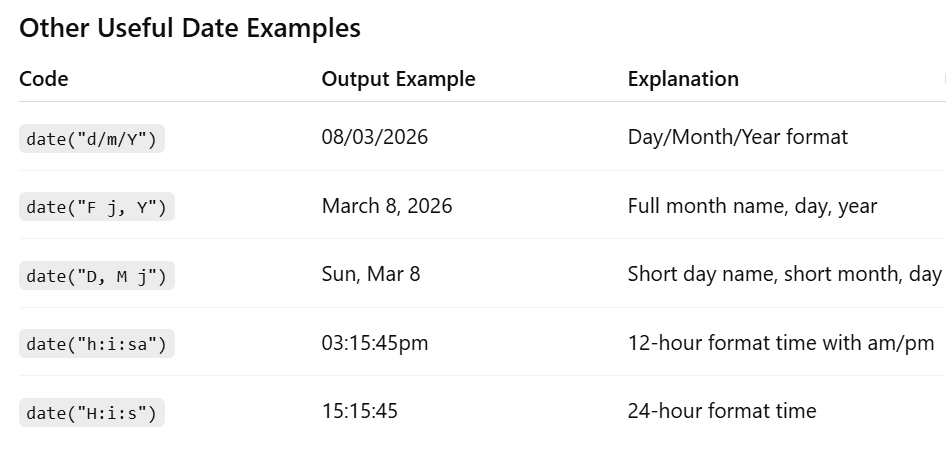 Other Useful Date Examples
Code Output Example Explanation
date("d/m/Y") 08/03/2026 Day/Month/Year format
date("F j, Y") March 8, 2026 Full month name, day, year
date("D, M j") Sun, Mar 8 Short day name, short month, day
date("h:i:sa") 03:15:45pm 12-hour format time with am/pm
date("H:i:s") 15:15:45 24-hour format time